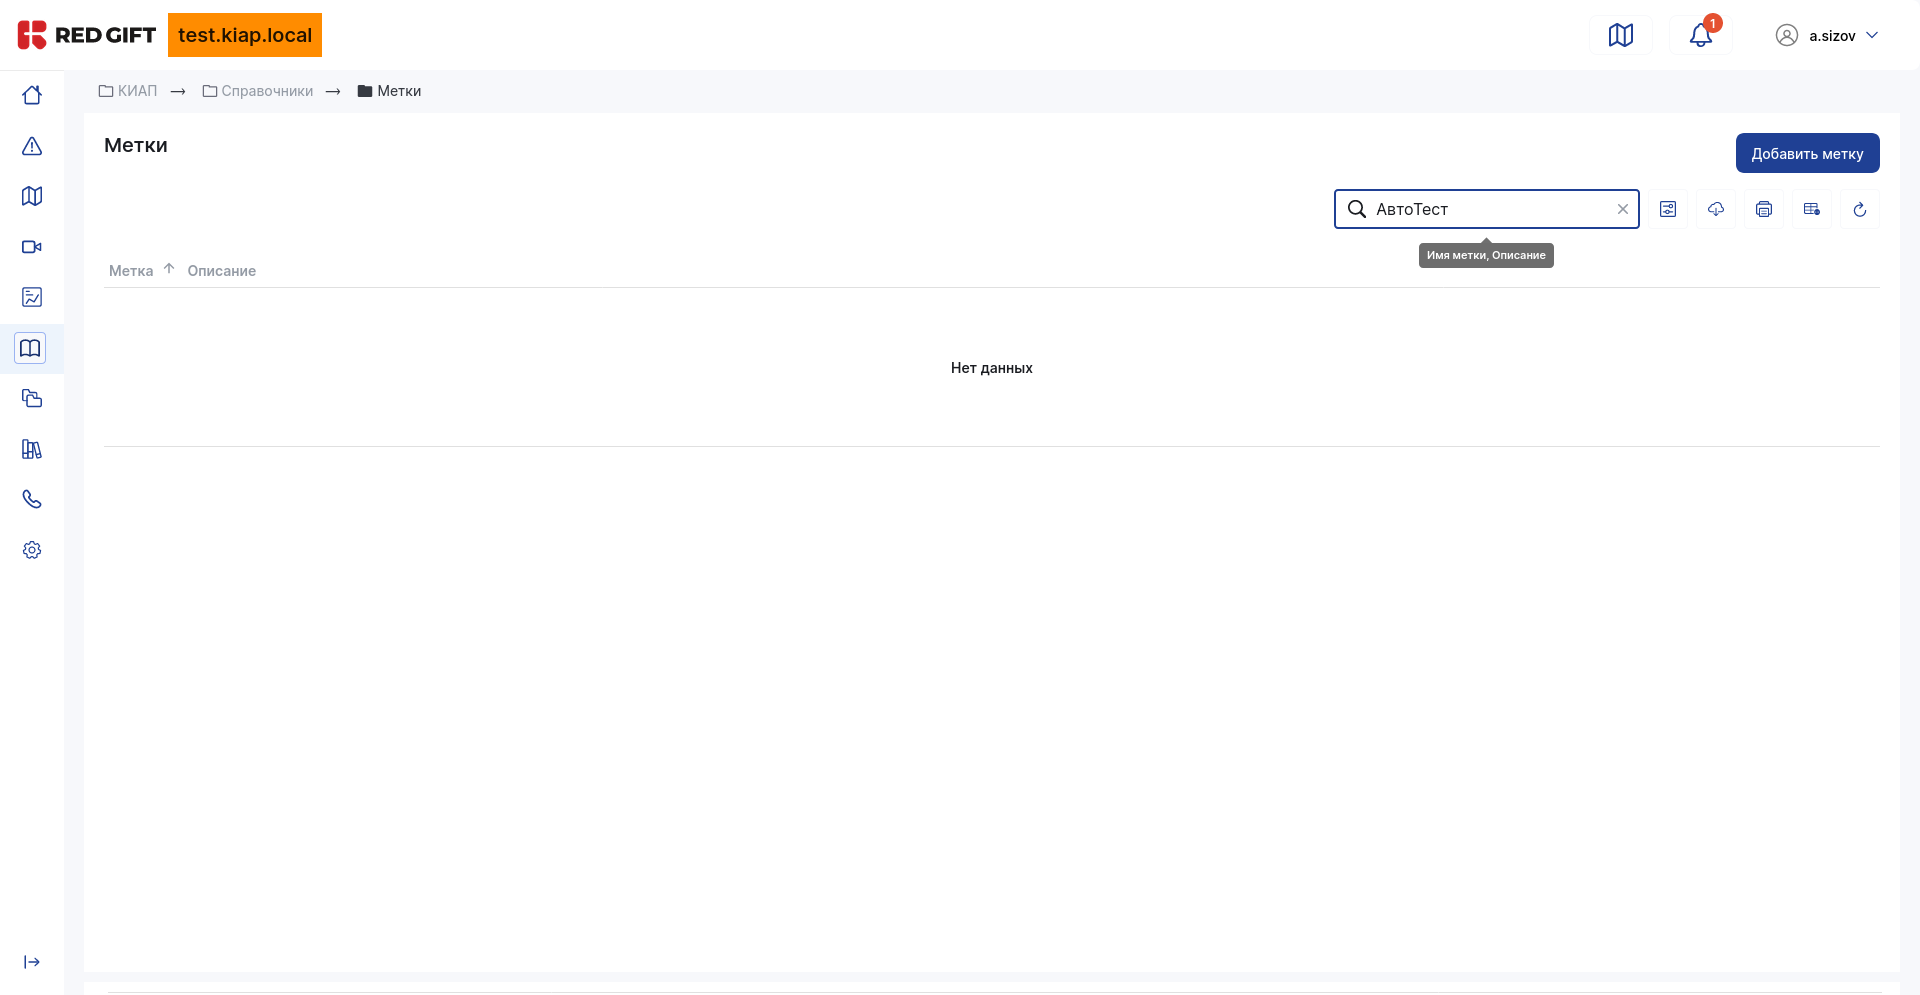 RED GIFT test.kiap.local
1
a.sizov
КИАП → Справочники → Метки
Метки
Добавить метку
АвтоТест
Имя метки, Описание
Метка Описание
Нет данных